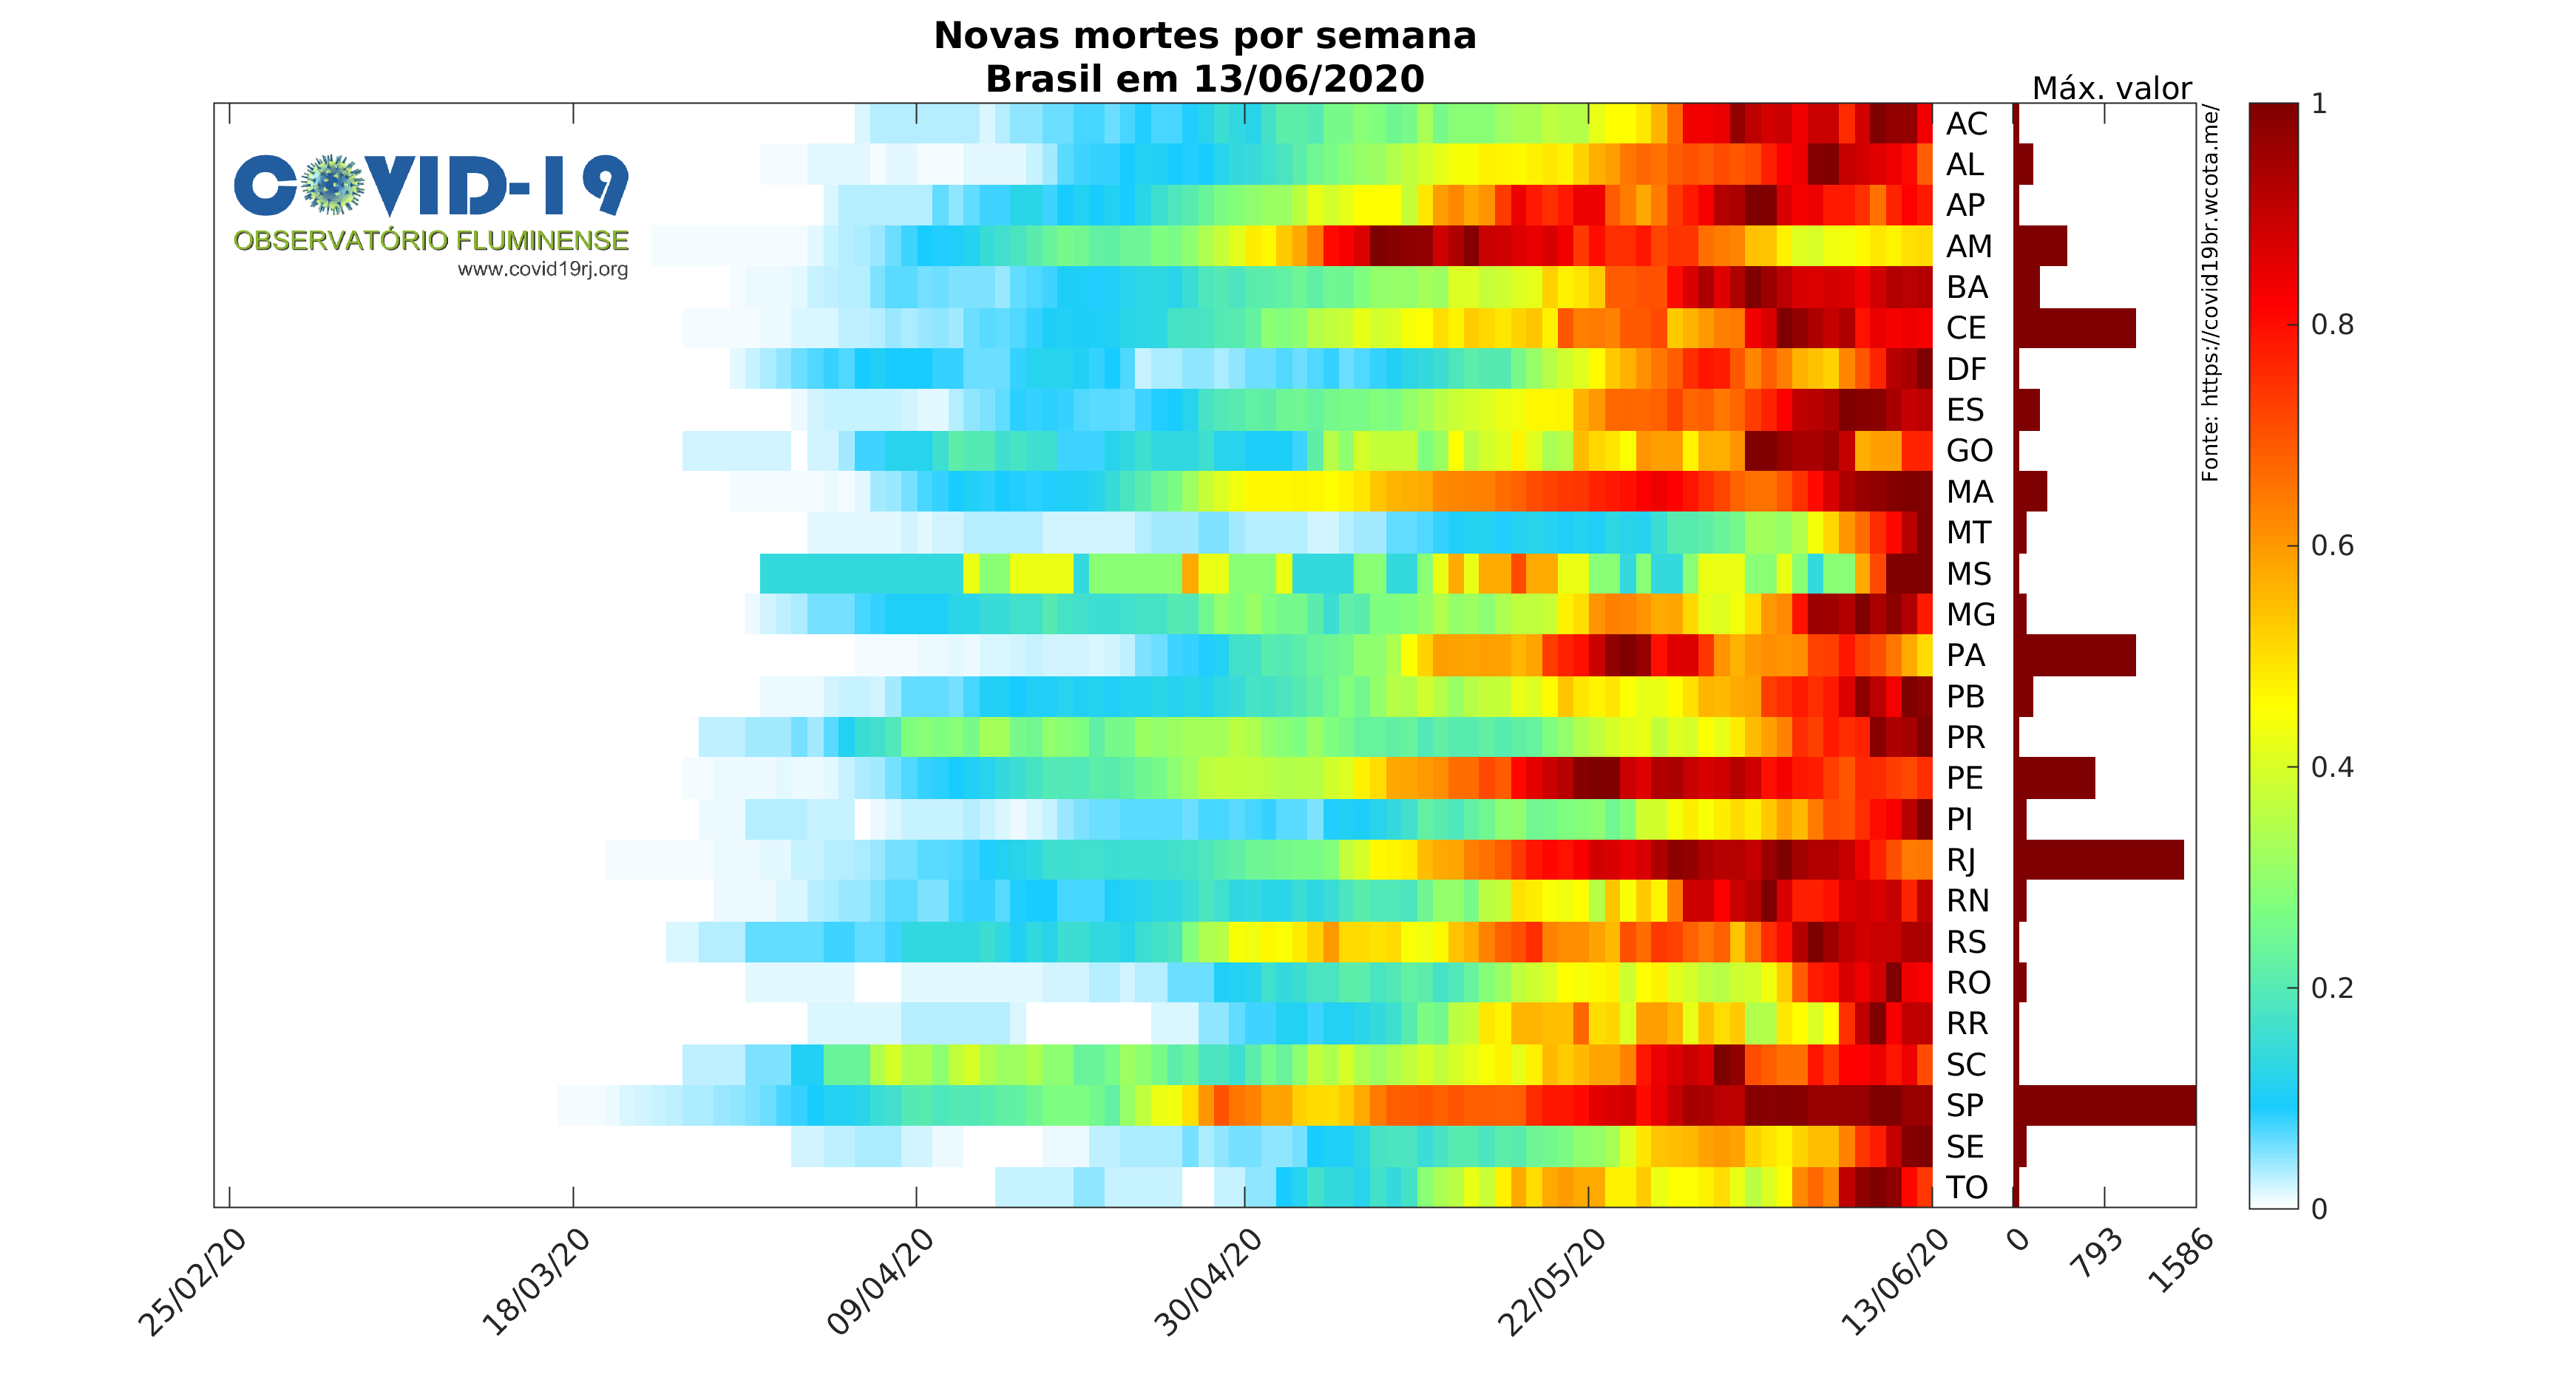 Novas mortes por semana
Brasil em 13/06/2020
Máx. valor
COVID-19
OBSERVATÓRIO FLUMINENSE
www.covid19rj.org
AC
AL
AP
AM
BA
CE
DF
ES
GO
MA
MT
MS
MG
PA
PB
PR
PE
PI
RJ
RN
RS
RO
RR
SC
SP
SE
TO
Fonte: https://covid19br.wcota.me/
1
0.8
0.6
0.4
0.2
0
25/02/20
18/03/20
09/04/20
30/04/20
22/05/20
13/06/20
0
793
1586